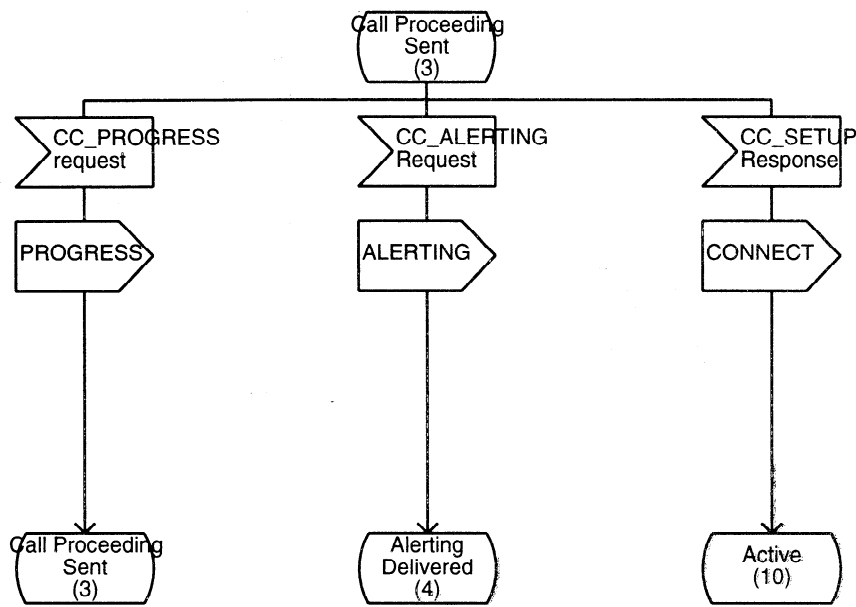 Call Proceeding
Sent
(3)
CC_PROGRESS
request
CC_ALERTING
Request
CC_SETUP
Response
PROGRESS
ALERTING
CONNECT
Call Proceeding
Sent
(3)
Alerting
Delivered
(4)
Active
(10)